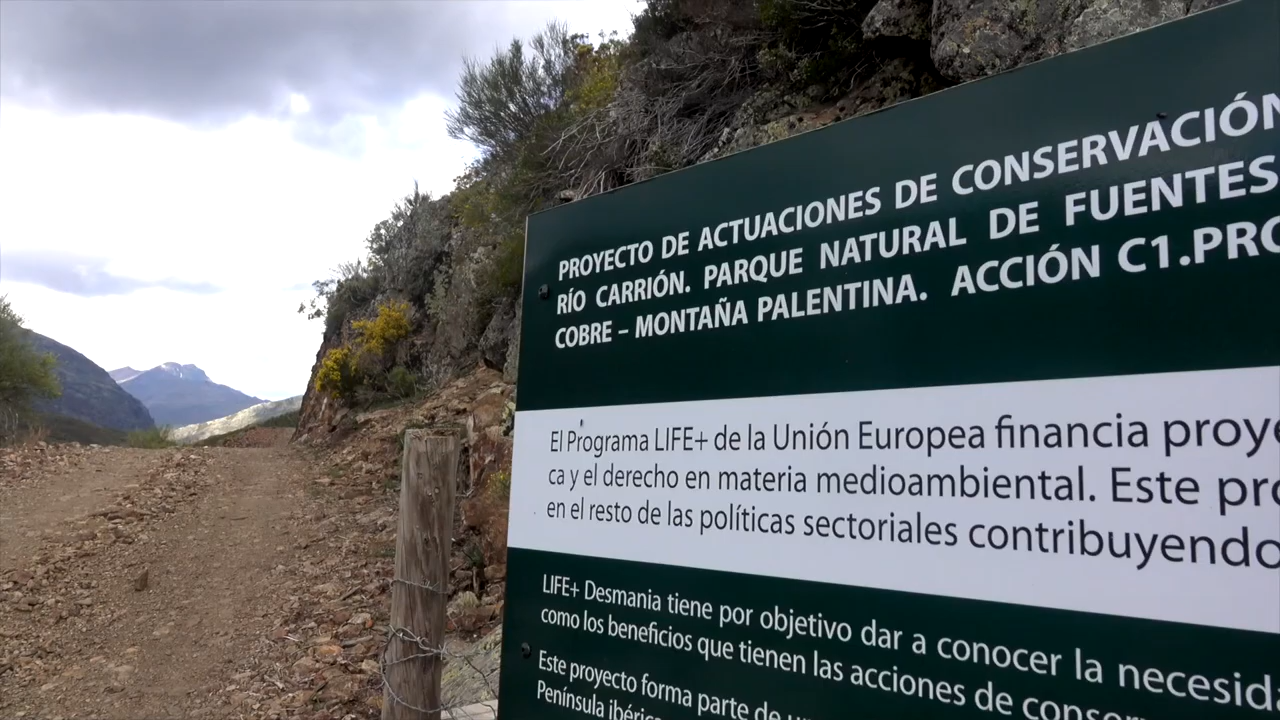 PROYECTO DE ACTUACIONES DE CONSERVACIÓN
RÍO CARRIÓN. PARQUE NATURAL DE FUENTES
COBRE – MONTAÑA PALENTINA. ACCIÓN C1.PRO
El Programa LIFE+ de la Unión Europea financia proye
ca y el derecho en materia medioambiental. Este pro
en el resto de las políticas sectoriales contribuyendo
LIFE+ Desmania tiene por objetivo dar a conocer la necesid
como los beneficios que tienen las acciones de conser
Este proyecto forma parte de u
Península ibérica